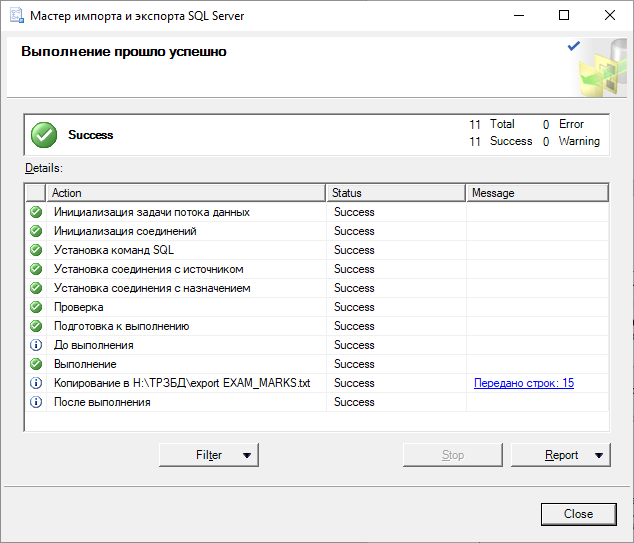 Мастер импорта и экспорта SQL Server
Выполнение прошло успешно
Success
11 Total 0 Error
11 Success 0 Warning
Details:
Action Status Message
Инициализация задачи потока данных Success
Инициализация соединений Success
Установка команд SQL Success
Установка соединения с источником Success
Установка соединения с назначением Success
Проверка Success
Подготовка к выполнению Success
До выполнения Success
Выполнение Success
Копирование в H:\ТРЗБД\export EXAM_MARKS.txt Success Передано строк: 15
После выполнения Success
Filter Stop Report
Close